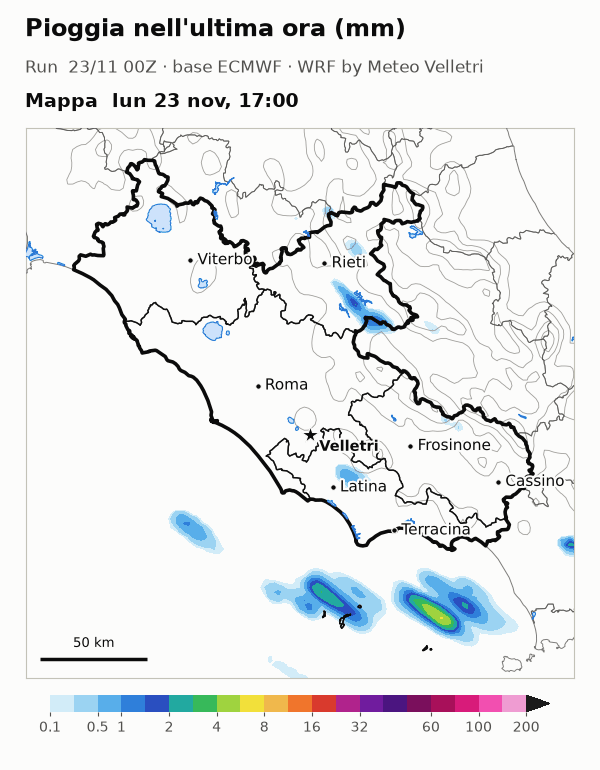 Pioggia nell'ultima ora (mm)
Run  23/11 00Z · base ECMWF · WRF by Meteo Velletri
Mappa  lun 23 nov, 17:00
Viterbo
Rieti
Roma
Velletri
Frosinone
Latina
Cassino
Terracina
50 km
0.1 0.5 1 2 4 8 16 32 60 100 200